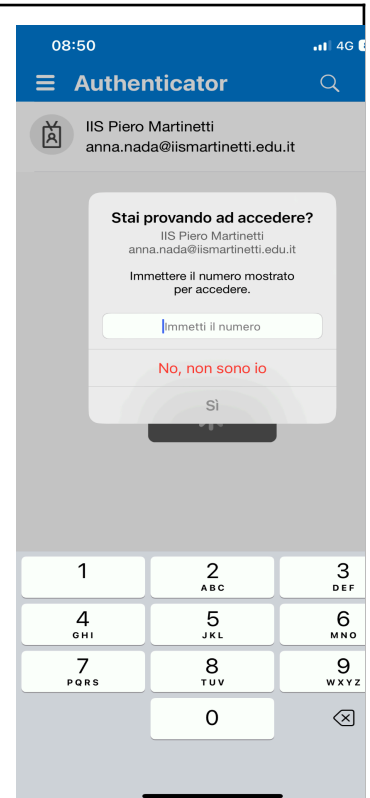 08:50
4G
Authenticator
IIS Piero Martinetti
anna.nada@iismartinetti.edu.it
Stai provando ad accedere?
IIS Piero Martinetti
anna.nada@iismartinetti.edu.it
Immettere il numero mostrato
per accedere.
Immetti il numero
No, non sono io
Sì
1 2 3
ABC DEF
4 5 6
GHI JKL MNO
7 8 9
PQRS TUV WXYZ
0